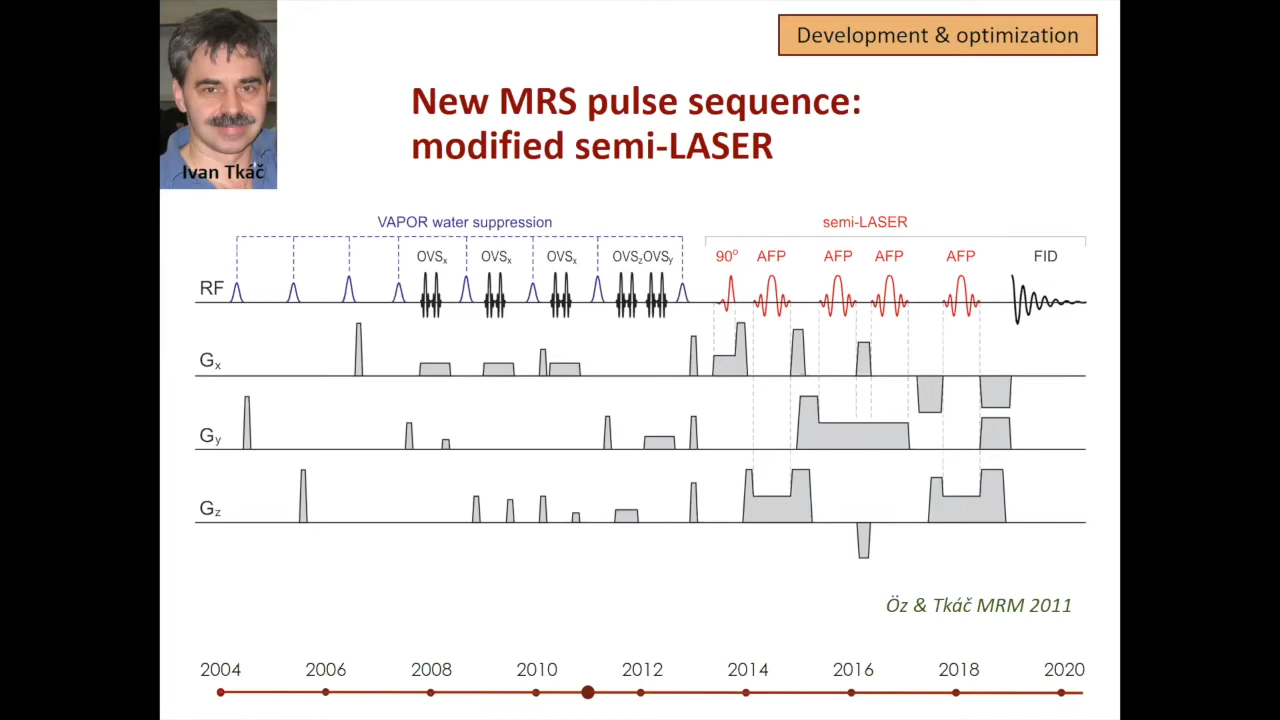 Development & optimization
Ivan Tkáč
New MRS pulse sequence:
modified semi-LASER
VAPOR water suppression
semi-LASER
OVSx OVSx OVSx OVSz OVSy 90° AFP AFP AFP AFP FID
RF
Gx
Gy
Gz
Öz & Tkáč MRM 2011
2004 2006 2008 2010 2012 2014 2016 2018 2020